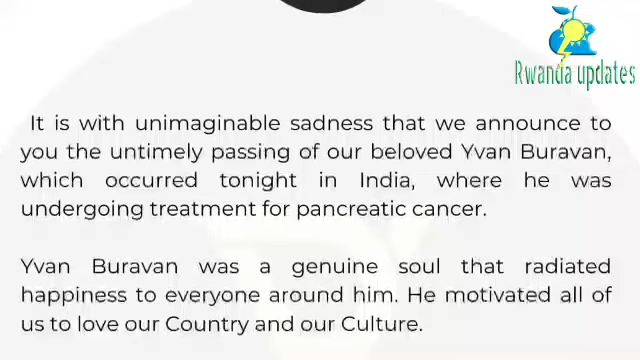 Rwanda updates
It is with unimaginable sadness that we announce to
you the untimely passing of our beloved Yvan Buravan,
which occurred tonight in India, where he was
undergoing treatment for pancreatic cancer.
Yvan Buravan was a genuine soul that radiated
happiness to everyone around him. He motivated all of
us to love our Country and our Culture.